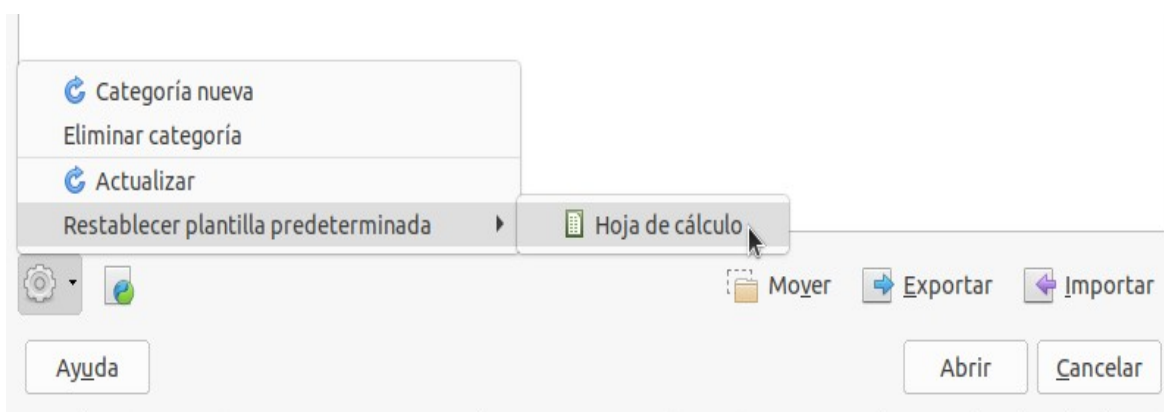 Categoría nueva
Eliminar categoría
Actualizar
Restablecer plantilla predeterminada
Hoja de cálculo
Mover
Exportar
Importar
Ayuda
Abrir
Cancelar